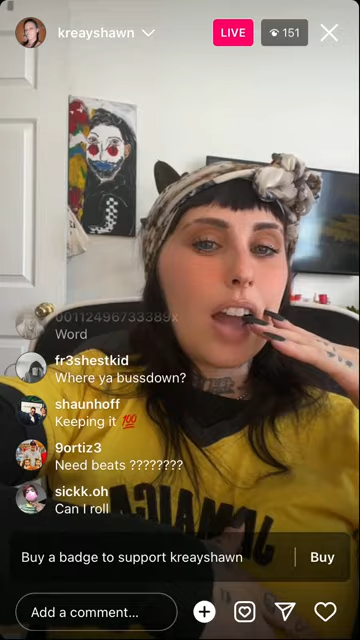 kreayshawn
LIVE
151
00112496733389x
Word
fr3shestkid
Where ya bussdown?
shaunhoff
Keeping it 💯
9ortiz3
Need beats ????????
sickk.oh
Can I roll
Buy a badge to support kreayshawn
Buy
Add a comment...